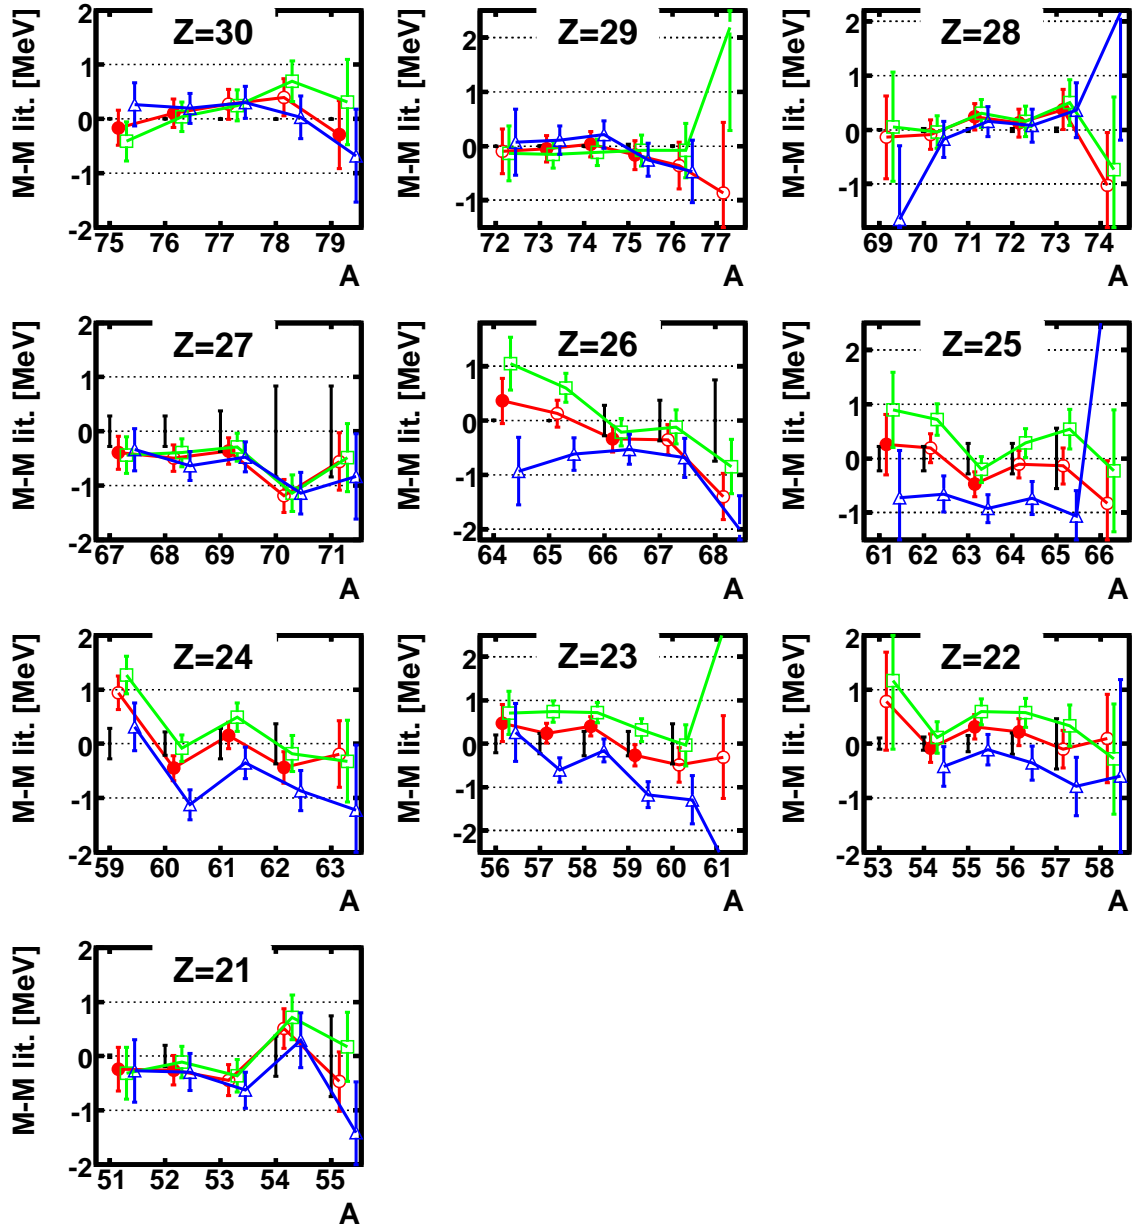 Z=30
M-M lit. [MeV]
2
1
0
-1
-2
75 76 77 78 79
A
Z=29
M-M lit. [MeV]
2
1
0
-1
72 73 74 75 76 77
A
Z=28
M-M lit. [MeV]
2
1
0
-1
69 70 71 72 73 74
A
Z=27
M-M lit. [MeV]
2
1
0
-1
-2
67 68 69 70 71
A
Z=26
M-M lit. [MeV]
1
0
-1
-2
64 65 66 67 68
A
Z=25
M-M lit. [MeV]
2
1
0
-1
61 62 63 64 65 66
A
Z=24
M-M lit. [MeV]
2
1
0
-1
-2
59 60 61 62 63
A
Z=23
M-M lit. [MeV]
2
1
0
-1
-2
56 57 58 59 60 61
A
Z=22
M-M lit. [MeV]
2
1
0
-1
-2
53 54 55 56 57 58
A
Z=21
M-M lit. [MeV]
2
1
0
-1
-2
51 52 53 54 55
A